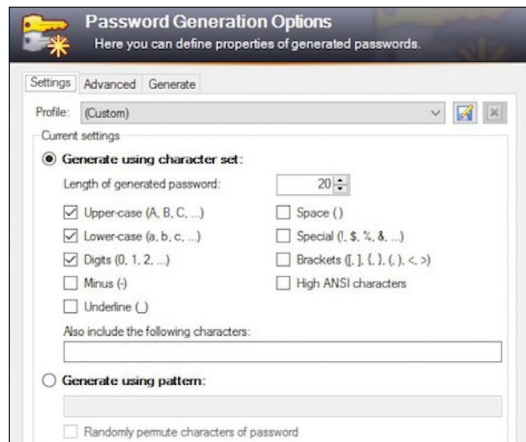 Password Generation Options
Here you can define properties of generated passwords.
Settings Advanced Generate
Profile: (Custom)
Current settings
Generate using character set:
Length of generated password: 20
Upper-case (A, B, C, ...) Space ( )
Lower-case (a, b, c, ...) Special (!, $, %, &, ...)
Digits (0, 1, 2, ...) Brackets ([, ], {, }, (, ), <, >)
Minus (-) High ANSI characters
Underline (_)
Also include the following characters:
Generate using pattern:
Randomly permute characters of password